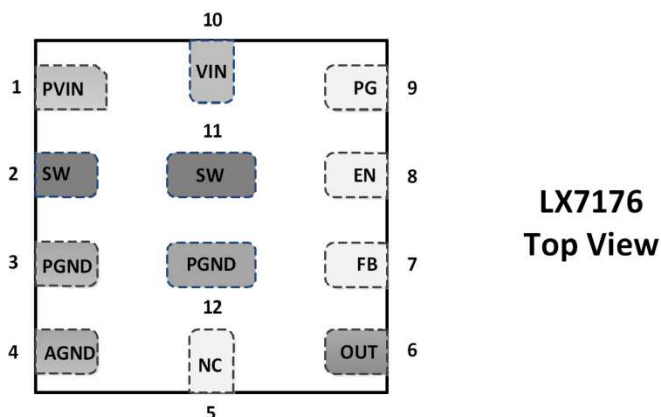 10
1 PVIN VIN PG 9
11
2 SW SW EN 8
LX7176
Top View
3 PGND PGND FB 7
12
4 AGND NC OUT 6
5